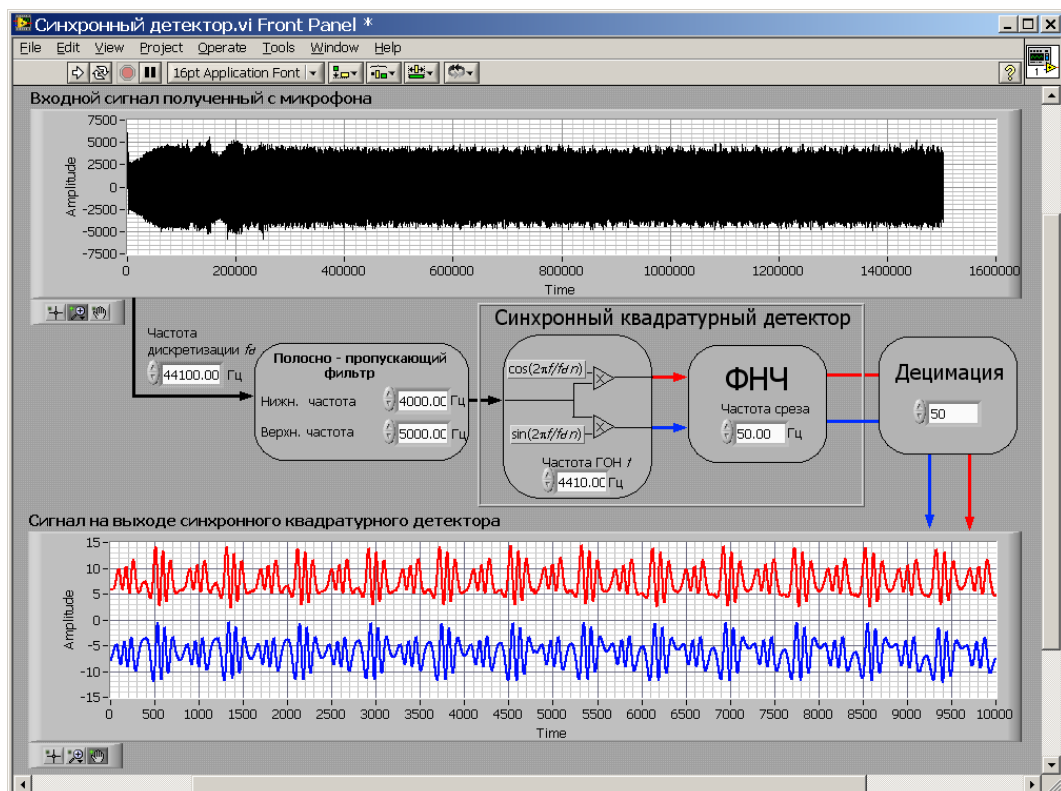 Синхронный детектор.vi Front Panel *
File Edit View Project Operate Tools Window Help
16pt Application Font
1
Входной сигнал полученный с микрофона
7500
5000
2500
0
-2500
-5000
-7500
Amplitude
0 200000 400000 600000 800000 1000000 1200000 1400000 1600000
Time
Частота
дискретизации fd
44100.00 Гц
Полосно - пропускающий
фильтр
Нижн. частота 4000.00 Гц
Верхн. частота 5000.00 Гц
Синхронный квадратурный детектор
cos(2πf/fd n)
sin(2πf/fd n)
Частота ГОН f
4410.00 Гц
ФНЧ
Частота среза
50.00 Гц
Децимация
50
Сигнал на выходе синхронного квадратурного детектора
15
10
5
0
-5
-10
-15
Amplitude
0 500 1000 1500 2000 2500 3000 3500 4000 4500 5000 5500 6000 6500 7000 7500 8000 8500 9000 9500 10000
Time